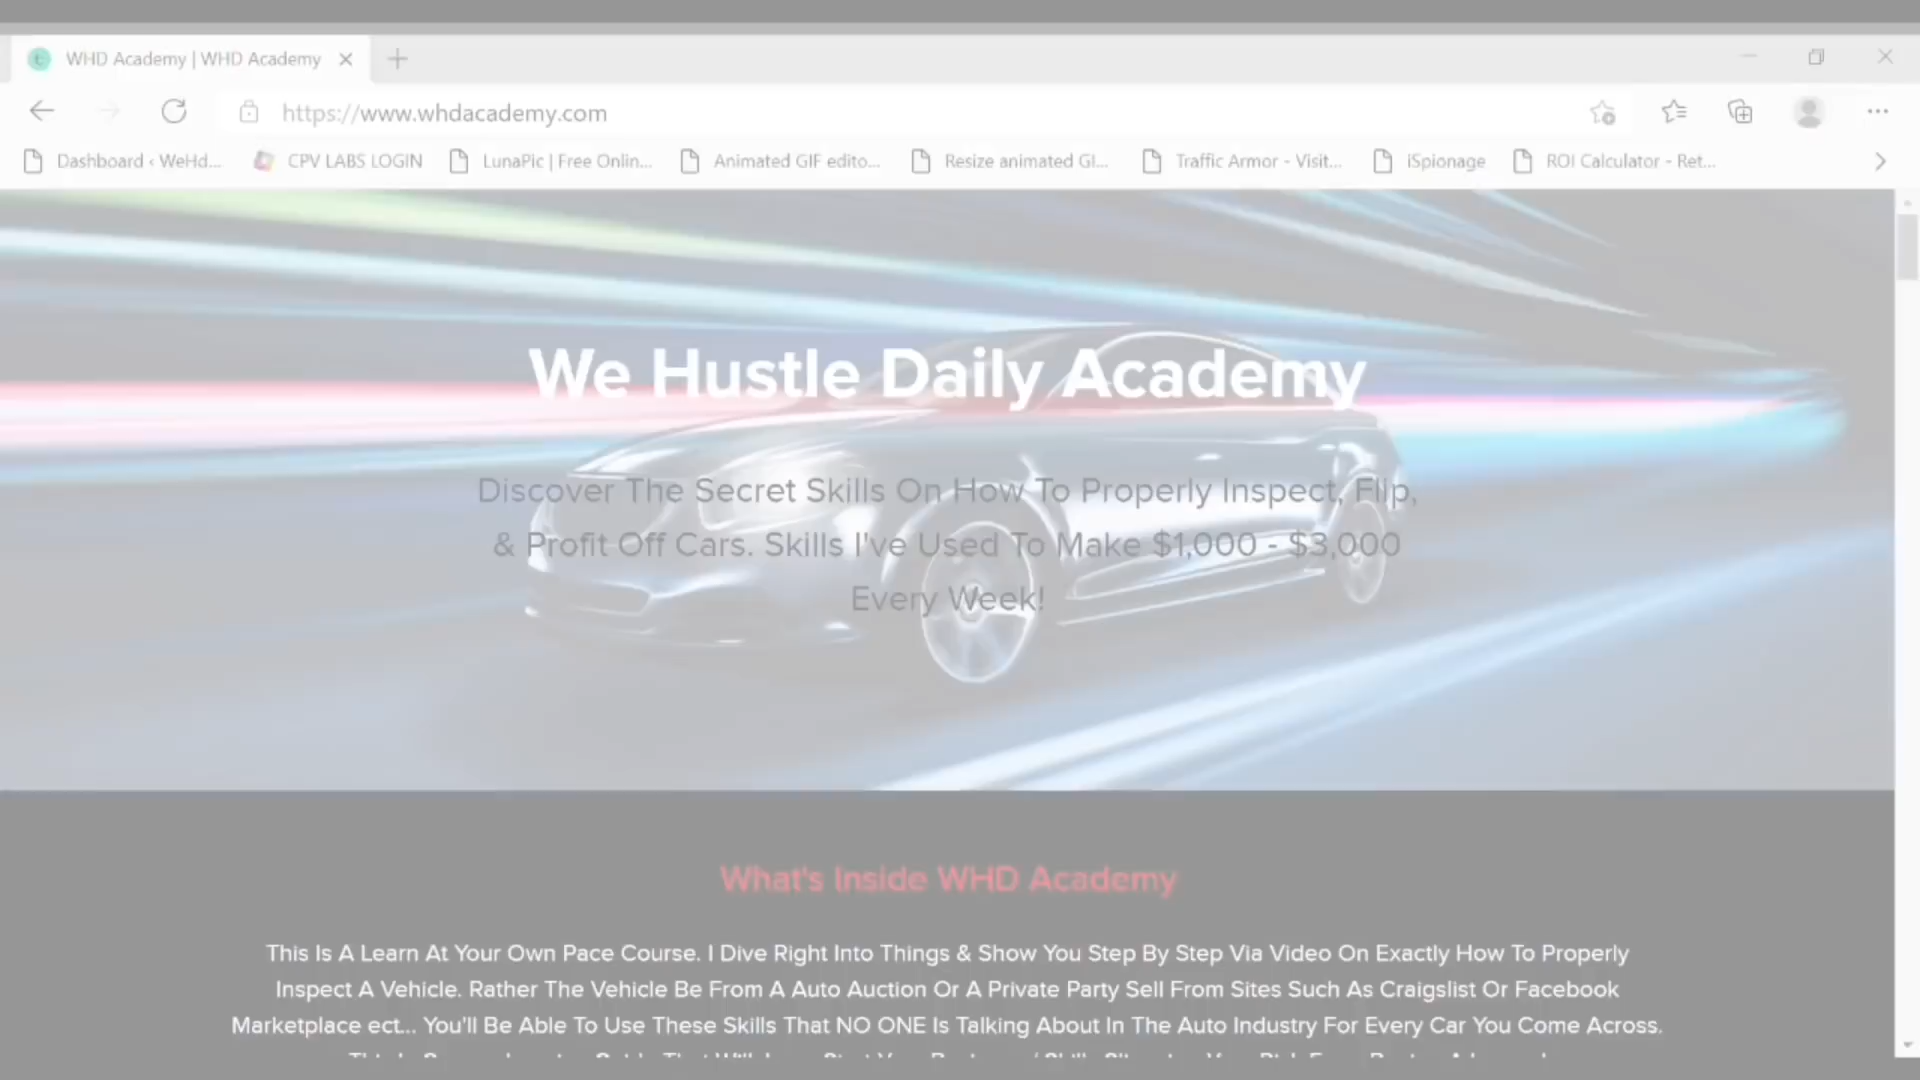 WHD Academy | WHD Academy
https://www.whdacademy.com
Dashboard ‹ WeHd... CPV LABS LOGIN LunaPic | Free Onlin... Animated GIF edito... Resize animated GI... Traffic Armor - Visit... iSpionage ROI Calculator - Ret...
We Hustle Daily Academy
Discover The Secret Skills On How To Properly Inspect, Flip,
& Profit Off Cars. Skills I've Used To Make $1,000 - $3,000
Every Week!
What's Inside WHD Academy
This Is A Learn At Your Own Pace Course. I Dive Right Into Things & Show You Step By Step Via Video On Exactly How To Properly
Inspect A Vehicle. Rather The Vehicle Be From A Auto Auction Or A Private Party Sell From Sites Such As Craigslist Or Facebook
Marketplace ect... You'll Be Able To Use These Skills That NO ONE Is Talking About In The Auto Industry For Every Car You Come Across.